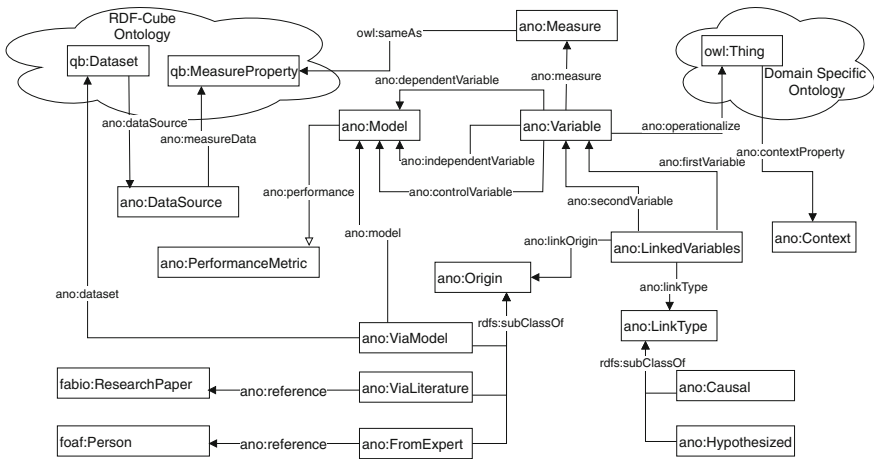 RDF-Cube
Ontology
ano:Measure
owl:sameAs
qb:Dataset
qb:MeasureProperty
owl:Thing
Domain Specific
Ontology
ano:dependentVariable
ano:measure
ano:dataSource
ano:measureData
ano:Model
ano:Variable
ano:operationalize
ano:independentVariable
ano:firstVariable
ano:contextProperty
ano:performance
ano:controlVariable
ano:DataSource
ano:secondVariable
ano:model
ano:linkOrigin
ano:LinkedVariables
ano:Context
ano:PerformanceMetric
ano:Origin
ano:dataset
ano:linkType
rdfs:subClassOf
ano:ViaModel
ano:LinkType
rdfs:subClassOf
fabio:ResearchPaper
ano:reference
ano:ViaLiterature
ano:Causal
foaf:Person
ano:reference
ano:FromExpert
ano:Hypothesized